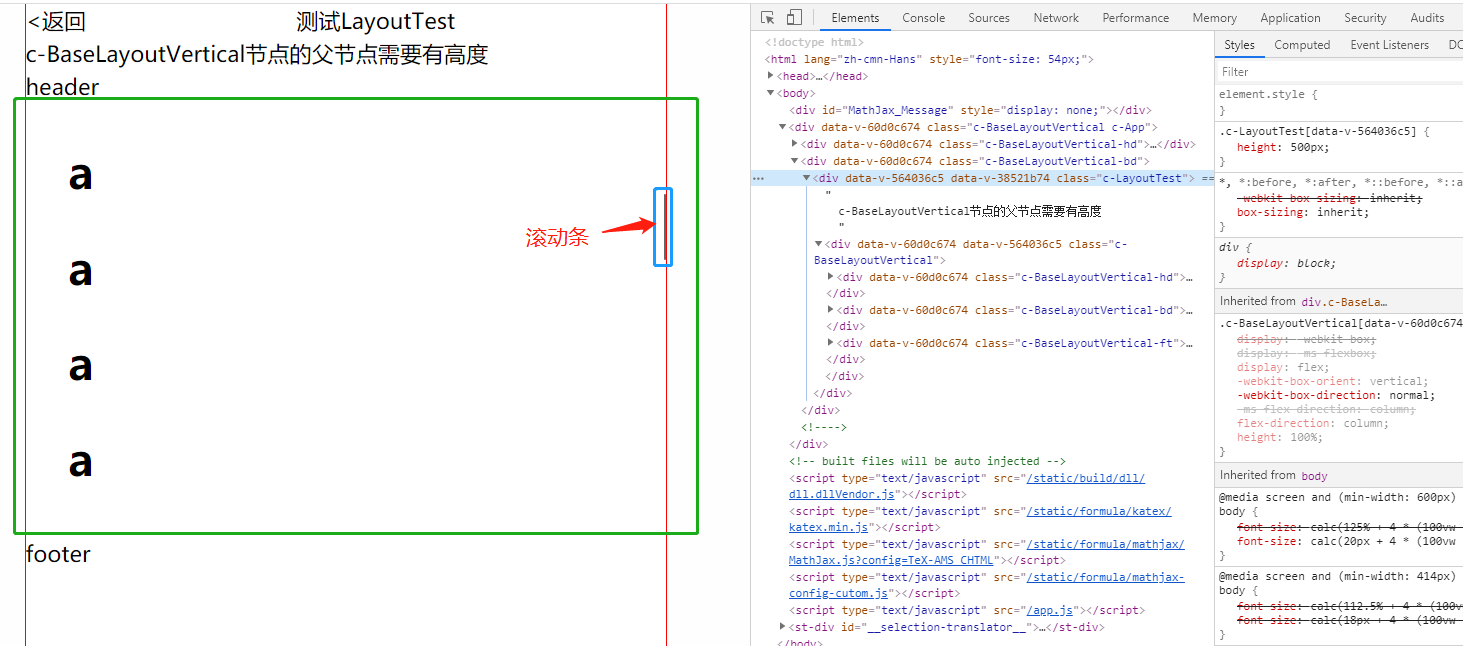 <返回 测试LayoutTest
c-BaseLayoutVertical节点的父节点需要有高度
header
a
a
滚动条
a
a
footer
Elements Console Sources Network Performance Memory Application Security Audits
<!doctype html>
<html lang="zh-cmn-Hans" style="font-size: 54px;">
<head>…</head>
<body>
<div id="MathJax_Message" style="display: none;"></div>
<div data-v-60d0c674 class="c-BaseLayoutVertical c-App">
<div data-v-60d0c674 class="c-BaseLayoutVertical-hd">…</div>
<div data-v-60d0c674 class="c-BaseLayoutVertical-bd">
<div data-v-564036c5 data-v-38521b74 class="c-LayoutTest"> ==
"
c-BaseLayoutVertical节点的父节点需要有高度
"
<div data-v-60d0c674 data-v-564036c5 class="c-
BaseLayoutVertical">
<div data-v-60d0c674 class="c-BaseLayoutVertical-hd">…
</div>
<div data-v-60d0c674 class="c-BaseLayoutVertical-bd">…
</div>
<div data-v-60d0c674 class="c-BaseLayoutVertical-ft">…
</div>
</div>
</div>
</div>
<!---->
</div>
<!-- built files will be auto injected -->
<script type="text/javascript" src="/static/build/dll/
dll.dllVendor.js"></script>
<script type="text/javascript" src="/static/formula/katex/
katex.min.js"></script>
<script type="text/javascript" src="/static/formula/mathjax/
MathJax.js?config=TeX-AMS_CHTML"></script>
<script type="text/javascript" src="/static/formula/mathjax-
config-cutom.js"></script>
<script type="text/javascript" src="/app.js"></script>
<st-div id="__selection-translator__">…</st-div>
</body>
Styles Computed Event Listeners DO
Filter
element.style {
}
.c-LayoutTest[data-v-564036c5] {
height: 500px;
}
*, *:before, *:after, *::before, *::a
-webkit-box-sizing: inherit;
box-sizing: inherit;
}
div {
display: block;
}
Inherited from div.c-BaseLa…
.c-BaseLayoutVertical[data-v-60d0c674
display: -webkit-box;
display: -ms-flexbox;
display: flex;
-webkit-box-orient: vertical;
-webkit-box-direction: normal;
-ms-flex-direction: column;
flex-direction: column;
height: 100%;
}
Inherited from body
@media screen and (min-width: 600px)
body {
font-size: calc(125% + 4 * (100vw
font-size: calc(20px + 4 * (100vw
}
@media screen and (min-width: 414px)
body {
font-size: calc(112.5% + 4 * (100v
font-size: calc(18px + 4 * (100vw
}